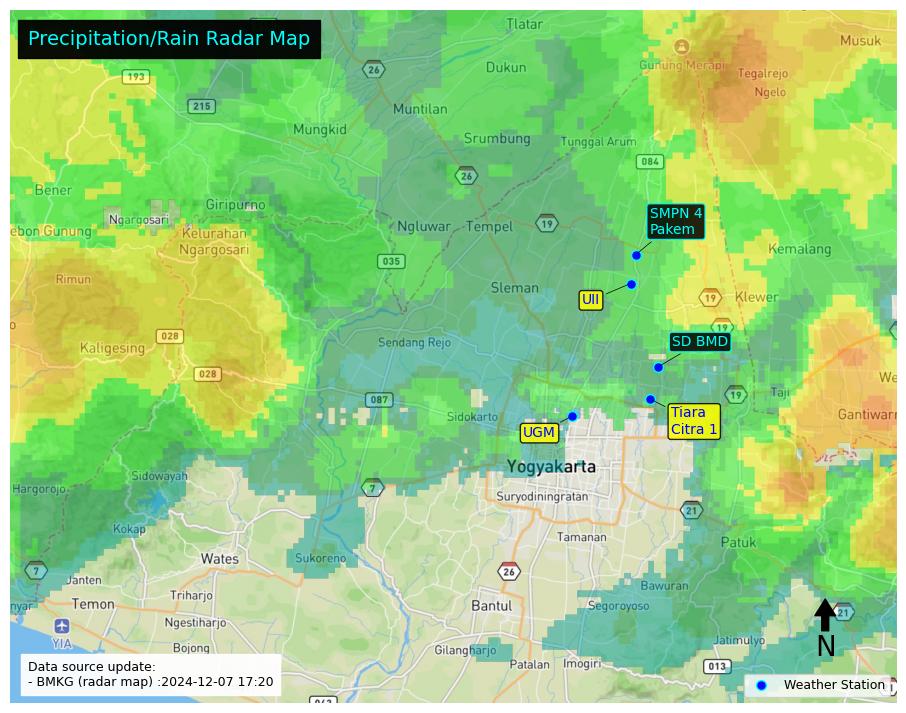 Precipitation/Rain Radar Map
Tlatar
Musuk
26
Gunung Merapi
193
Dukun
Tegalrejo
Ngelo
215
Muntilan
Mungkid
Srumbung
Tunggal Arum
084
26
Bener
Giripurno
Ngargosari
SMPN 4
Pakem
ebon Gunung
Kelurahan
Ngargosari
Ngluwar
Tempel
19
Kemalang
035
Rimun
Sleman
UII
19
Klewer
19
028
Kaligesing
Sendang Rejo
SD BMD
028
We
087
19
Taji
Sidokarto
Tiara
Citra 1
Gantiwarn
UGM
Yogyakarta
Sidowayah
Hargorojo
7
Suryodiningratan
21
Kokap
Tamanan
Patuk
Wates
Sukoreno
7
Janten
26
Bawuran
Triharjo
nyar
Temon
Bantul
Segoroyoso
21
Ngestiharjo
YIA
N
Jatimulyo
Bojong
Gilangharjo
Patalan
Imogiri
013
Data source update:
- BMKG (radar map) :2024-12-07 17:20
Weather Station